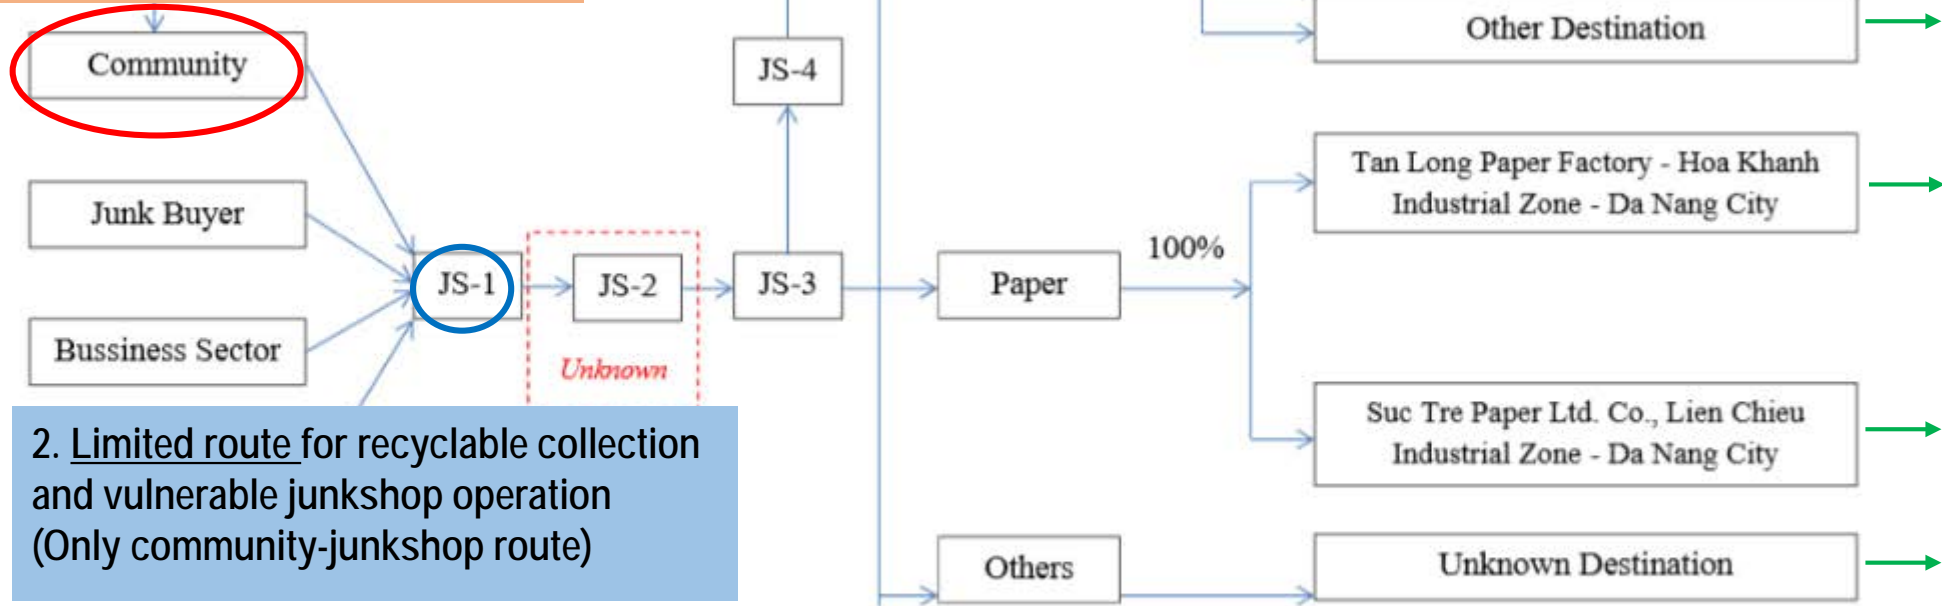 Other Destination
Community
JS-4
Tan Long Paper Factory - Hoa Khanh
Industrial Zone - Da Nang City
Junk Buyer
100%
JS-1
JS-2
JS-3
Paper
Bussiness Sector
Unknown
Suc Tre Paper Ltd. Co., Lien Chieu
Industrial Zone - Da Nang City
2. Limited route for recyclable collection
and vulnerable junkshop operation
(Only community-junkshop route)
Others
Unknown Destination